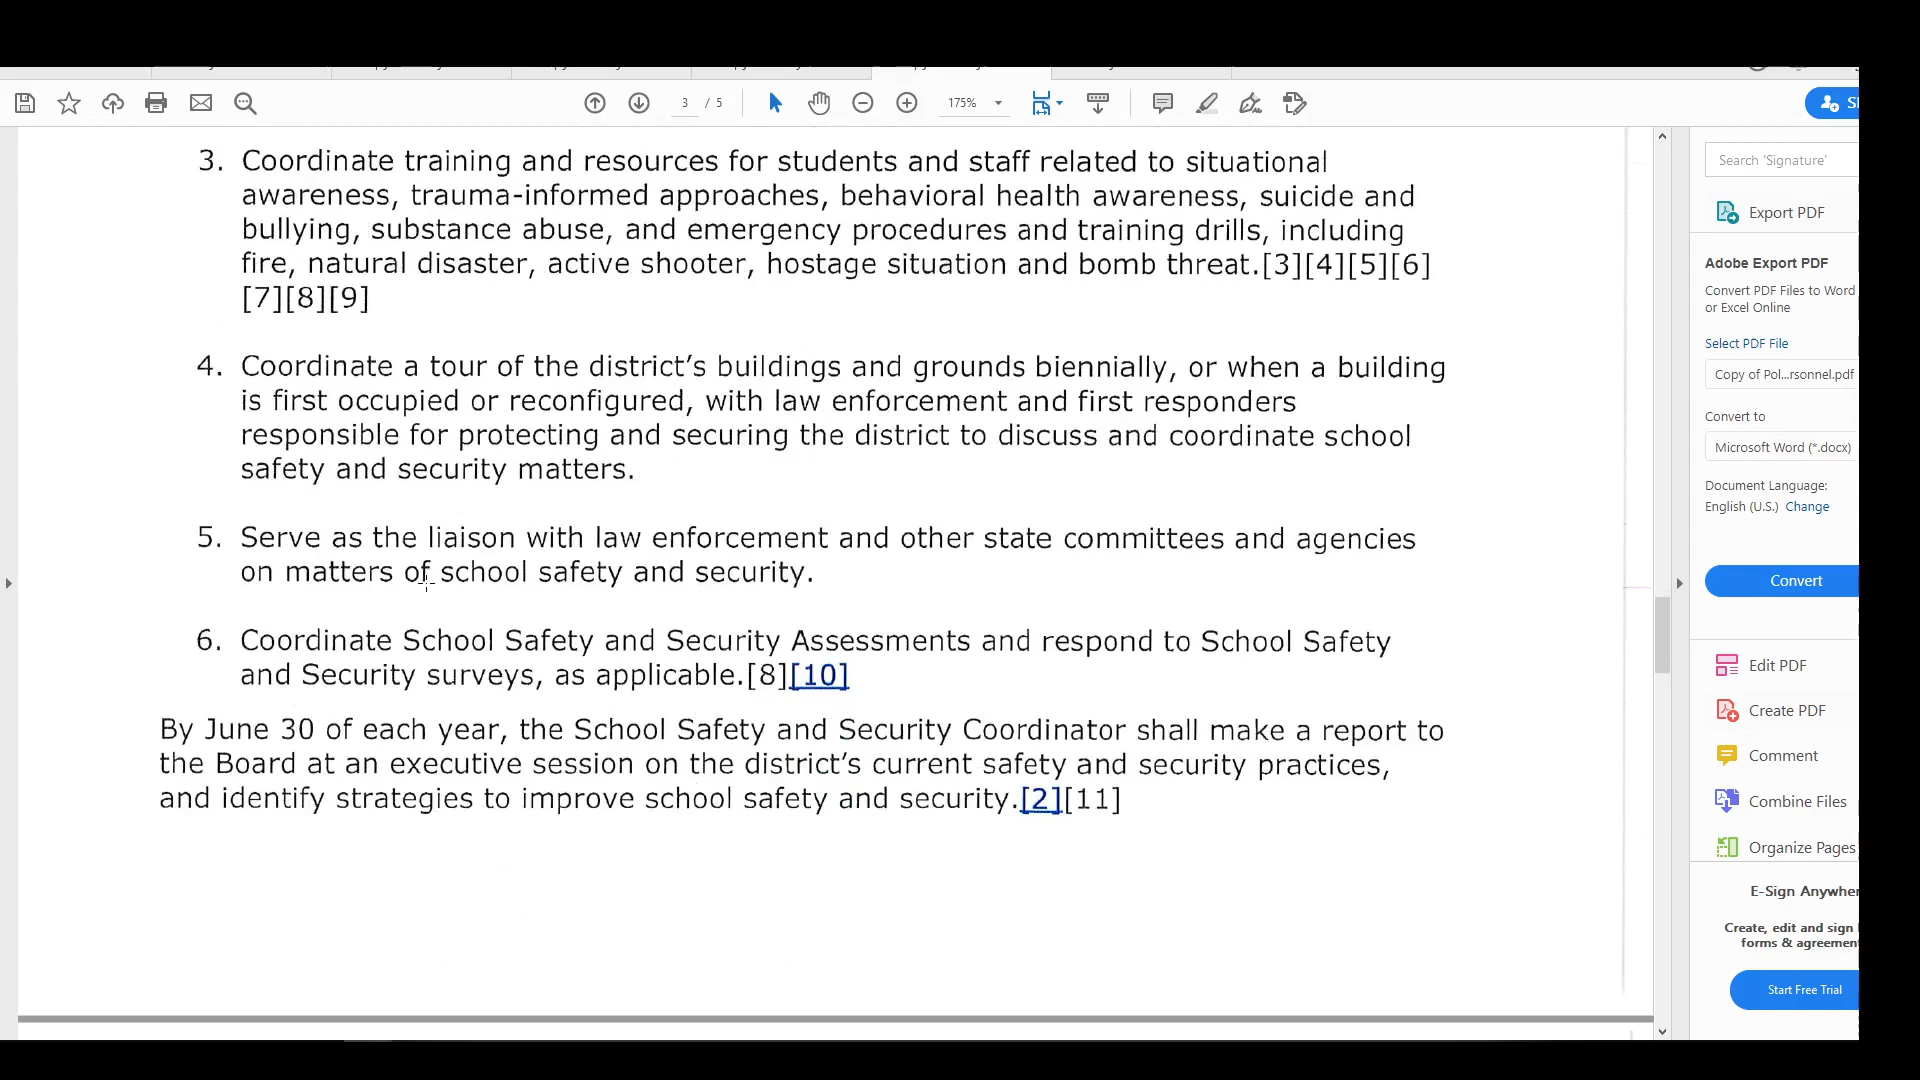 3 / 5
175%
3. Coordinate training and resources for students and staff related to situational
awareness, trauma-informed approaches, behavioral health awareness, suicide and
bullying, substance abuse, and emergency procedures and training drills, including
fire, natural disaster, active shooter, hostage situation and bomb threat.[3][4][5][6]
[7][8][9]
4. Coordinate a tour of the district’s buildings and grounds biennially, or when a building
is first occupied or reconfigured, with law enforcement and first responders
responsible for protecting and securing the district to discuss and coordinate school
safety and security matters.
5. Serve as the liaison with law enforcement and other state committees and agencies
on matters of school safety and security.
6. Coordinate School Safety and Security Assessments and respond to School Safety
and Security surveys, as applicable.[8][10]
By June 30 of each year, the School Safety and Security Coordinator shall make a report to
the Board at an executive session on the district’s current safety and security practices,
and identify strategies to improve school safety and security.[2][11]
Search 'Signature'
Export PDF
Adobe Export PDF
Convert PDF Files to Word
or Excel Online
Select PDF File
Copy of Pol...rsonnel.pdf
Convert to
Microsoft Word (*.docx)
Document Language:
English (U.S.) Change
Convert
Edit PDF
Create PDF
Comment
Combine Files
Organize Pages
E-Sign
Create, edit and sign
forms &
Start Free Trial